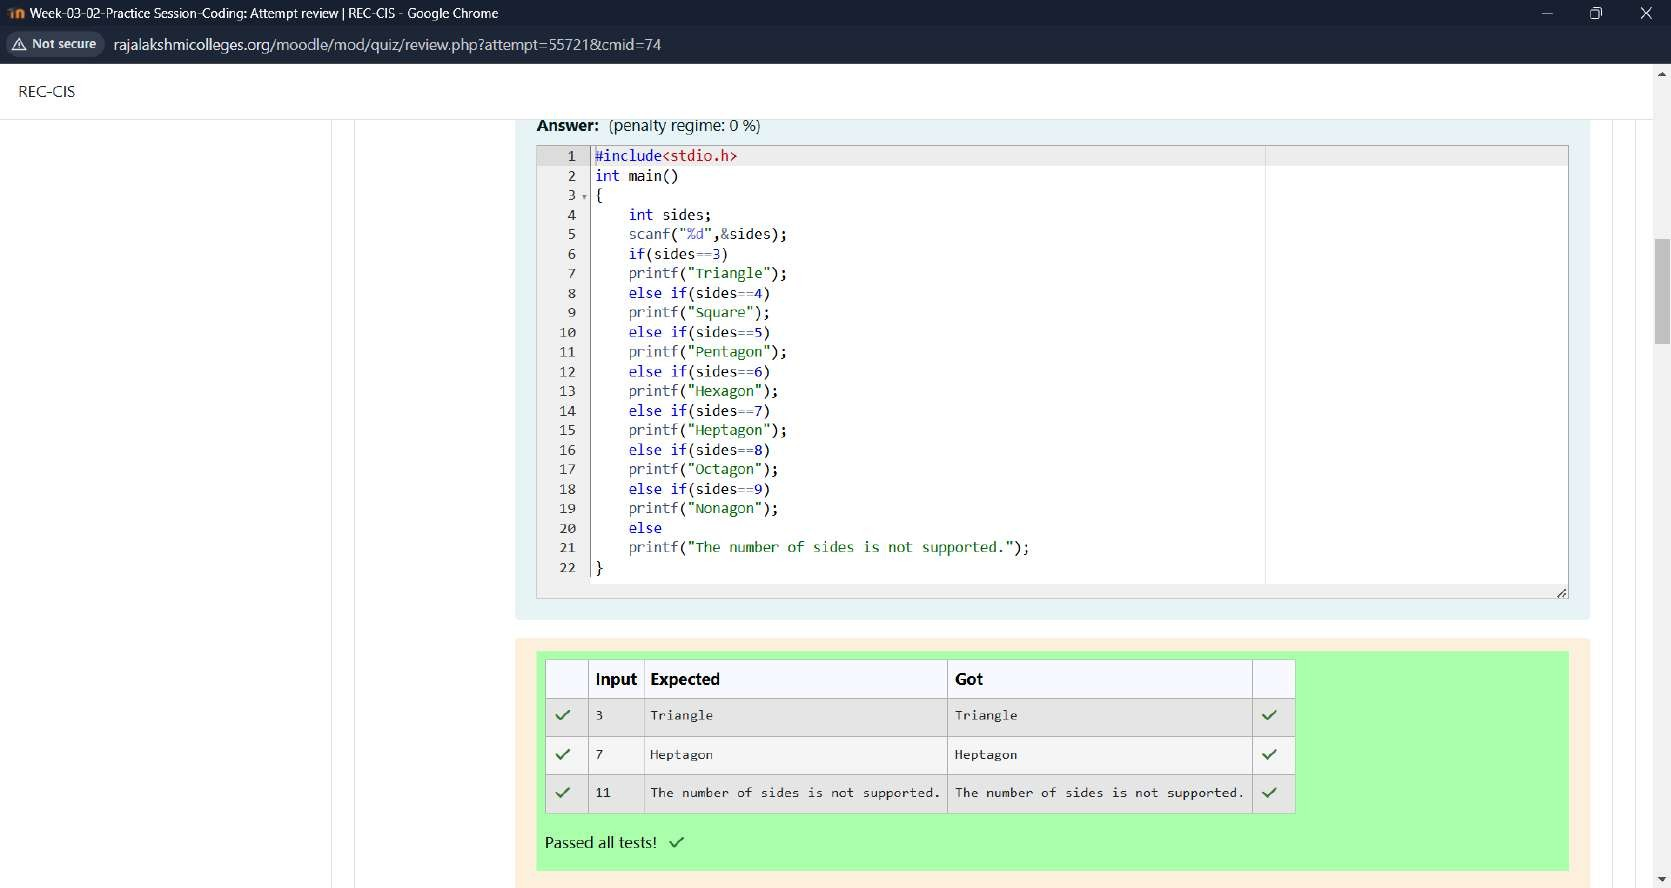 Week-03-02-Practice Session-Coding: Attempt review | REC-CIS - Google Chrome
Not secure rajalakshmicolleges.org/moodle/mod/quiz/review.php?attempt=55721&cmid=74
REC-CIS
Answer: (penalty regime: 0 %)
1 #include<stdio.h>
2 int main()
3 {
4 int sides;
5 scanf("%d",&sides);
6 if(sides==3)
7 printf("Triangle");
8 else if(sides==4)
9 printf("Square");
10 else if(sides==5)
11 printf("Pentagon");
12 else if(sides==6)
13 printf("Hexagon");
14 else if(sides==7)
15 printf("Heptagon");
16 else if(sides==8)
17 printf("Octagon");
18 else if(sides==9)
19 printf("Nonagon");
20 else
21 printf("The number of sides is not supported.");
22 }
Input Expected Got
3 Triangle Triangle
7 Heptagon Heptagon
11 The number of sides is not supported. The number of sides is not supported.
Passed all tests!